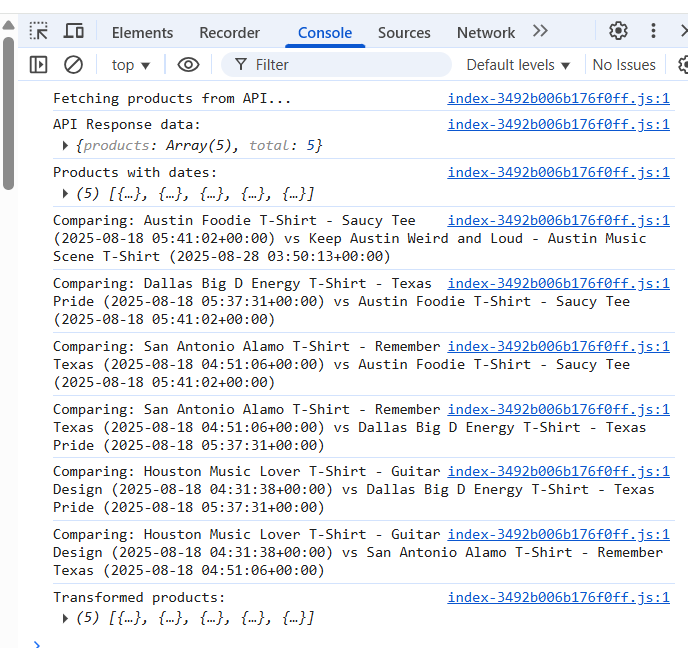 Elements Recorder Console Sources Network
top Filter Default levels No Issues
Fetching products from API... index-3492b006b176f0ff.js:1
API Response data: index-3492b006b176f0ff.js:1
{products: Array(5), total: 5}
Products with dates: index-3492b006b176f0ff.js:1
(5) [{…}, {…}, {…}, {…}, {…}]
Comparing: Austin Foodie T-Shirt - Saucy Tee index-3492b006b176f0ff.js:1
(2025-08-18 05:41:02+00:00) vs Keep Austin Weird and Loud - Austin Music
Scene T-Shirt (2025-08-28 03:50:13+00:00)
Comparing: Dallas Big D Energy T-Shirt - Texas index-3492b006b176f0ff.js:1
Pride (2025-08-18 05:37:31+00:00) vs Austin Foodie T-Shirt - Saucy Tee
(2025-08-18 05:41:02+00:00)
Comparing: San Antonio Alamo T-Shirt - Remember index-3492b006b176f0ff.js:1
Texas (2025-08-18 04:51:06+00:00) vs Austin Foodie T-Shirt - Saucy Tee
(2025-08-18 05:41:02+00:00)
Comparing: San Antonio Alamo T-Shirt - Remember index-3492b006b176f0ff.js:1
Texas (2025-08-18 04:51:06+00:00) vs Dallas Big D Energy T-Shirt - Texas
Pride (2025-08-18 05:37:31+00:00)
Comparing: Houston Music Lover T-Shirt - Guitar index-3492b006b176f0ff.js:1
Design (2025-08-18 04:31:38+00:00) vs Dallas Big D Energy T-Shirt - Texas
Pride (2025-08-18 05:37:31+00:00)
Comparing: Houston Music Lover T-Shirt - Guitar index-3492b006b176f0ff.js:1
Design (2025-08-18 04:31:38+00:00) vs San Antonio Alamo T-Shirt - Remember
Texas (2025-08-18 04:51:06+00:00)
Transformed products: index-3492b006b176f0ff.js:1
(5) [{…}, {…}, {…}, {…}, {…}]